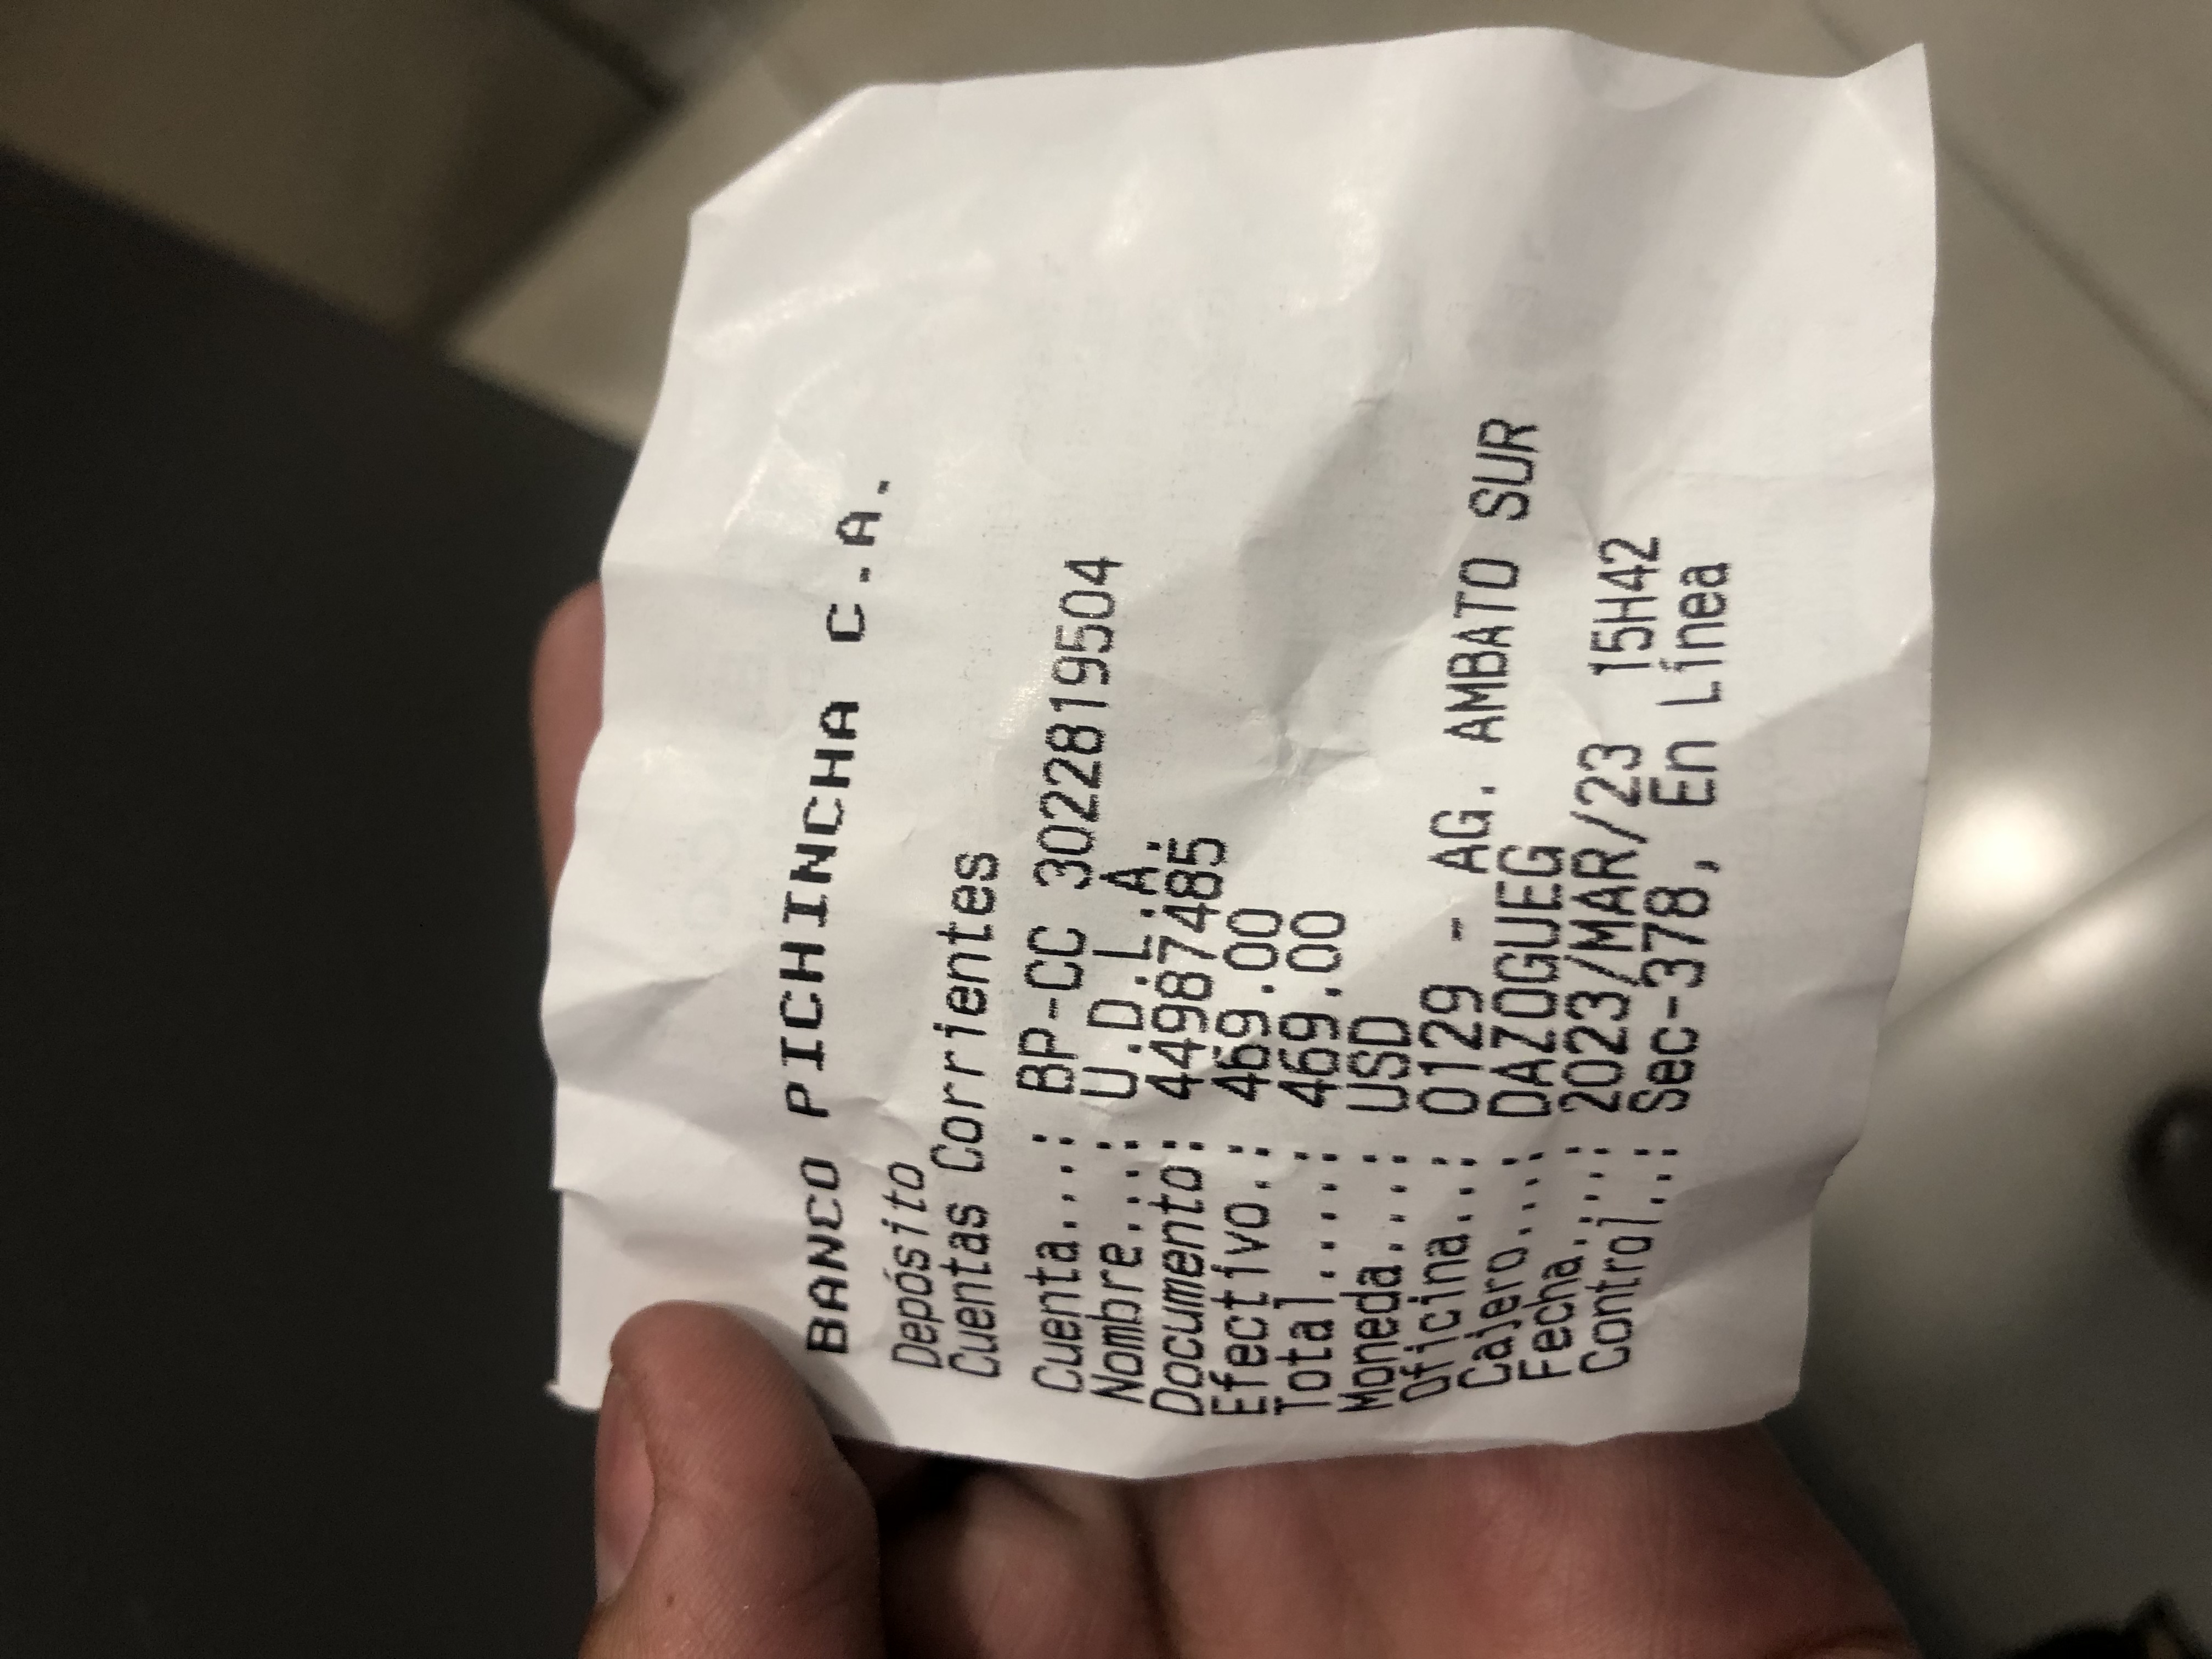 BANCO PICHINCHA C.A.
Depósito
Cuentas Corrientes
Cuenta....: BP-CC 3022819504
Nombre....: U.D.L.A.
Documento: 449874485
Efectivo.: 469.00
Total.....: 469.00
Moneda....: USD
Oficina...: 0129 - AG. AMBATO SUR
Cajero....: DAZOGUEG
Fecha.....: 2023/MAR/23 15H42
Control..: Sec-378, En Línea